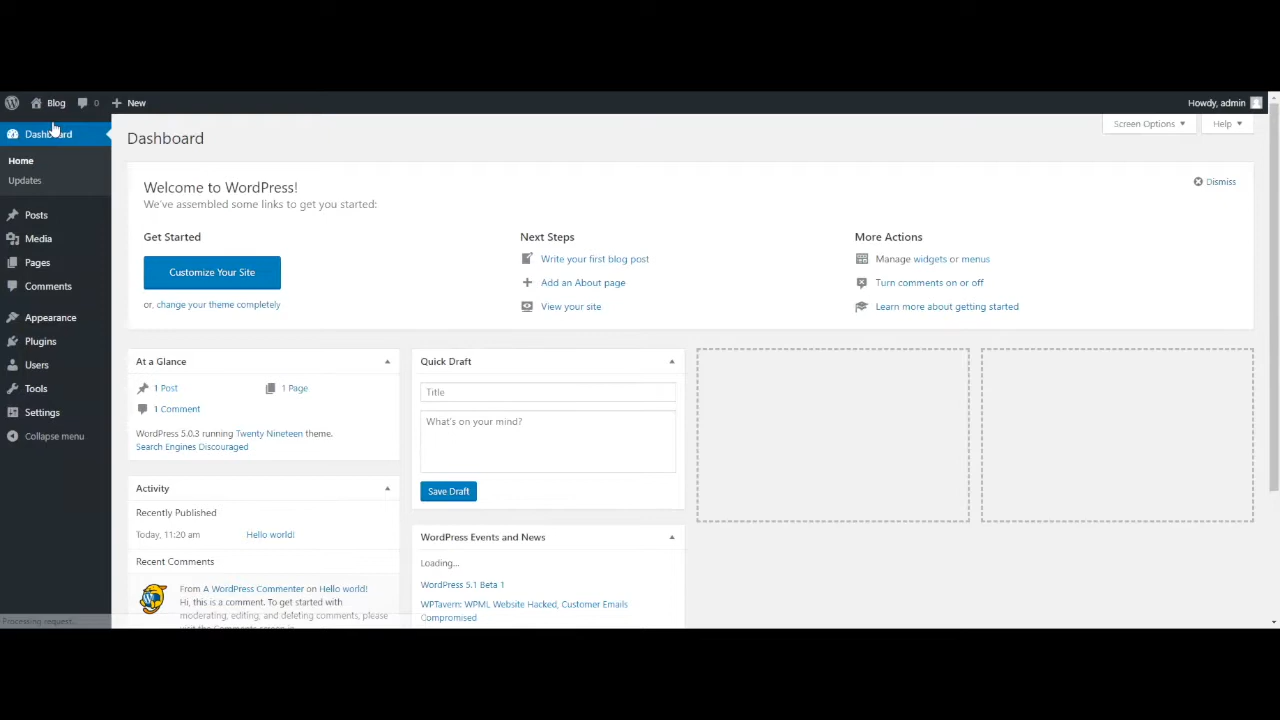 Blog 0 New Howdy, admin
Dashboard
Home
Updates
Posts
Media
Pages
Comments
Appearance
Plugins
Users
Tools
Settings
Collapse menu
Screen Options Help
Dashboard
Welcome to WordPress!
Dismiss
We've assembled some links to get you started:
Get Started
Customize Your Site
or, change your theme completely
Next Steps
Write your first blog post
Add an About page
View your site
More Actions
Manage widgets or menus
Turn comments on or off
Learn more about getting started
At a Glance
1 Post 1 Page
1 Comment
WordPress 5.0.3 running Twenty Nineteen theme.
Search Engines Discouraged
Activity
Recently Published
Today, 11:20 am Hello world!
Recent Comments
From A WordPress Commenter on Hello world!
Hi, this is a comment. To get started with
moderating, editing, and deleting comments, please
visit the Comments screen in
Quick Draft
Title
What's on your mind?
Save Draft
WordPress Events and News
Loading...
WordPress 5.1 Beta 1
WPTavern: WPML Website Hacked, Customer Emails
Compromised
Processing request...